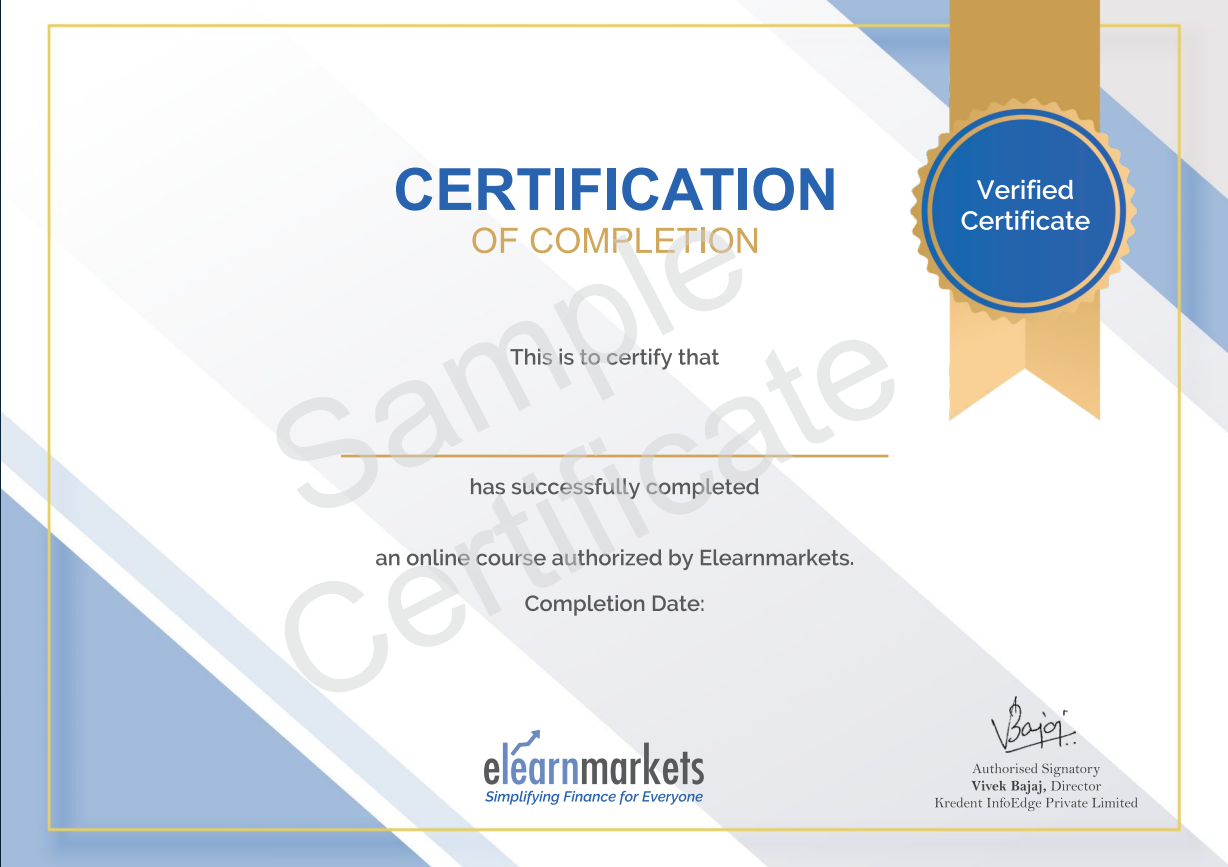 CERTIFICATION
OF COMPLETION
Verified
Certificate
Sample
Certificate
This is to certify that
has successfully completed
an online course authorized by Elearnmarkets.
Completion Date:
elearnmarkets
Simplifying Finance for Everyone
VBajaj
Authorised Signatory
Vivek Bajaj, Director
Kredent InfoEdge Private Limited